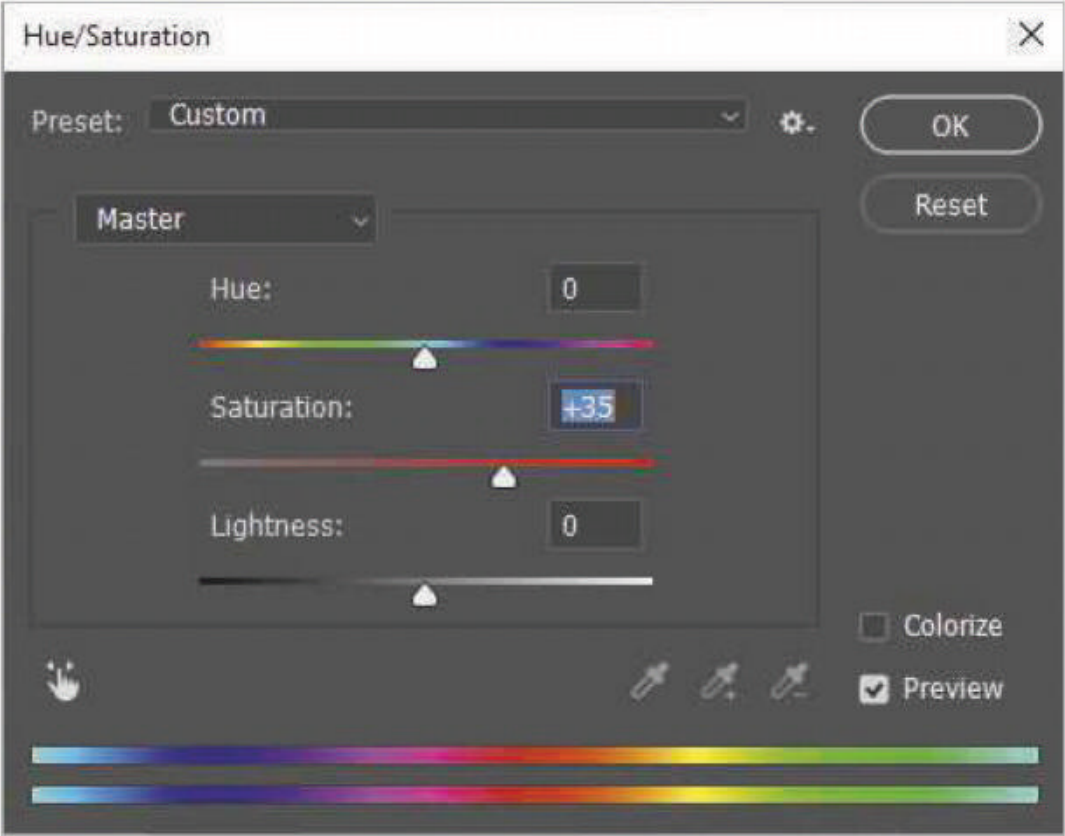 Hue/Saturation
Preset: Custom
OK
Reset
Master
Hue: 0
Saturation: +35
Lightness: 0
Colorize
Preview